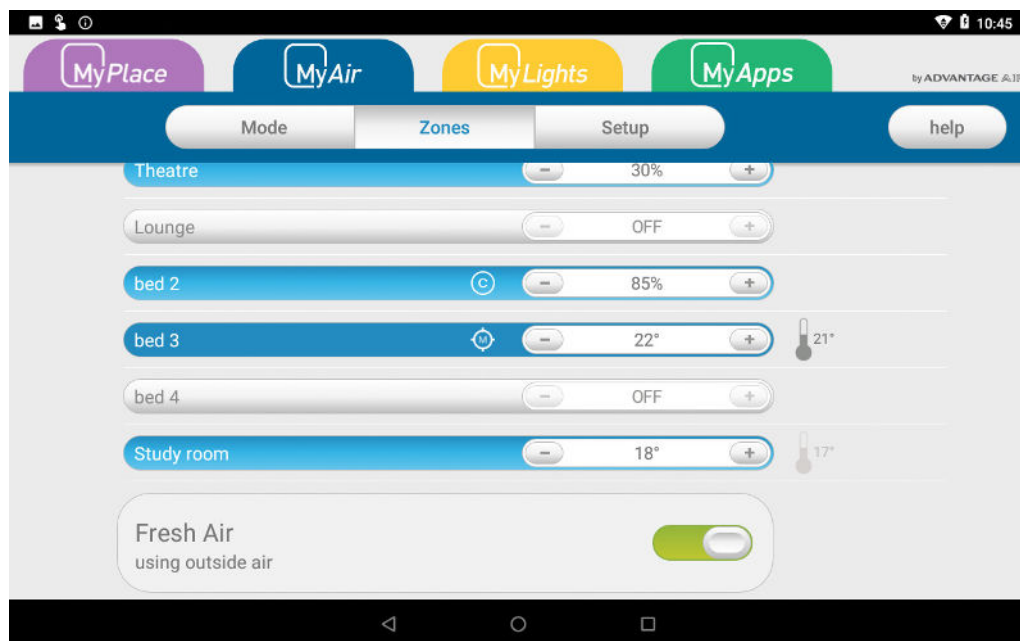 10:45
MyPlace
MyAir
MyLights
MyApps
by ADVANTAGE AIR
Mode
Zones
Setup
help
Theatre
30%
Lounge
OFF
bed 2
C
85%
bed 3
M
22°
21°
bed 4
OFF
Study room
18°
17°
Fresh Air
using outside air